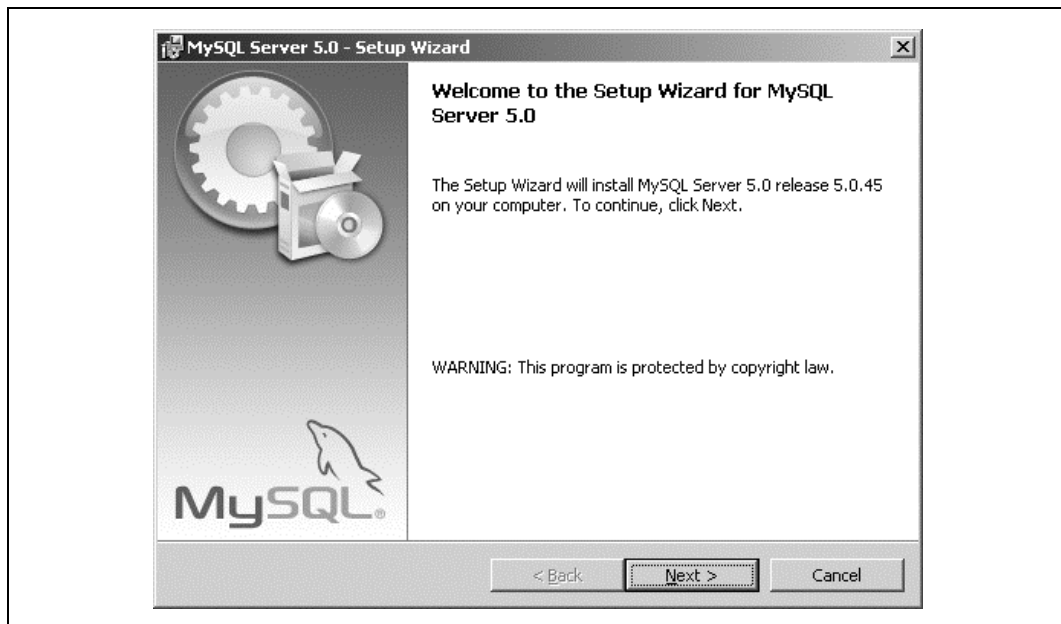 MySQL Server 5.0 - Setup Wizard
Welcome to the Setup Wizard for MySQL
Server 5.0
The Setup Wizard will install MySQL Server 5.0 release 5.0.45
on your computer. To continue, click Next.
WARNING: This program is protected by copyright law.
MySQL®
< Back
Next >
Cancel